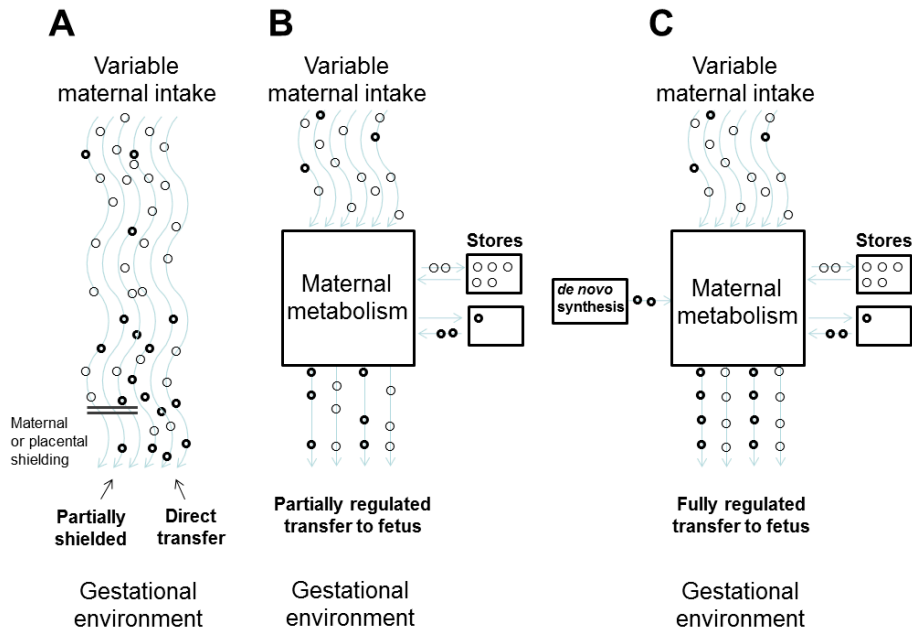 A
Variable
maternal intake
Maternal
or placental
shielding
Partially
shielded
Direct
transfer
Gestational
environment
B
Variable
maternal intake
Maternal
metabolism
Stores
Partially regulated
transfer to fetus
Gestational
environment
C
Variable
maternal intake
de novo
synthesis
Maternal
metabolism
Stores
Fully regulated
transfer to fetus
Gestational
environment